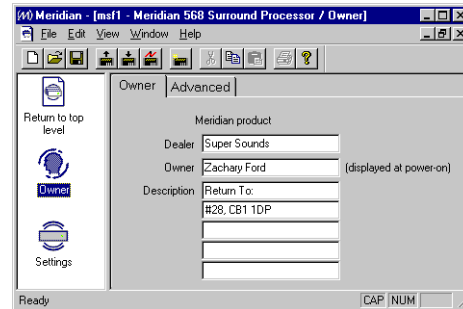 Meridian - [msf1 - Meridian 568 Surround Processor / Owner]
File Edit View Window Help
Owner Advanced
Return to top level
Owner
Settings
Meridian product
Dealer Super Sounds
Owner Zachary Ford (displayed at power-on)
Description Return To:
#28, CB1 1DP
Ready CAP NUM